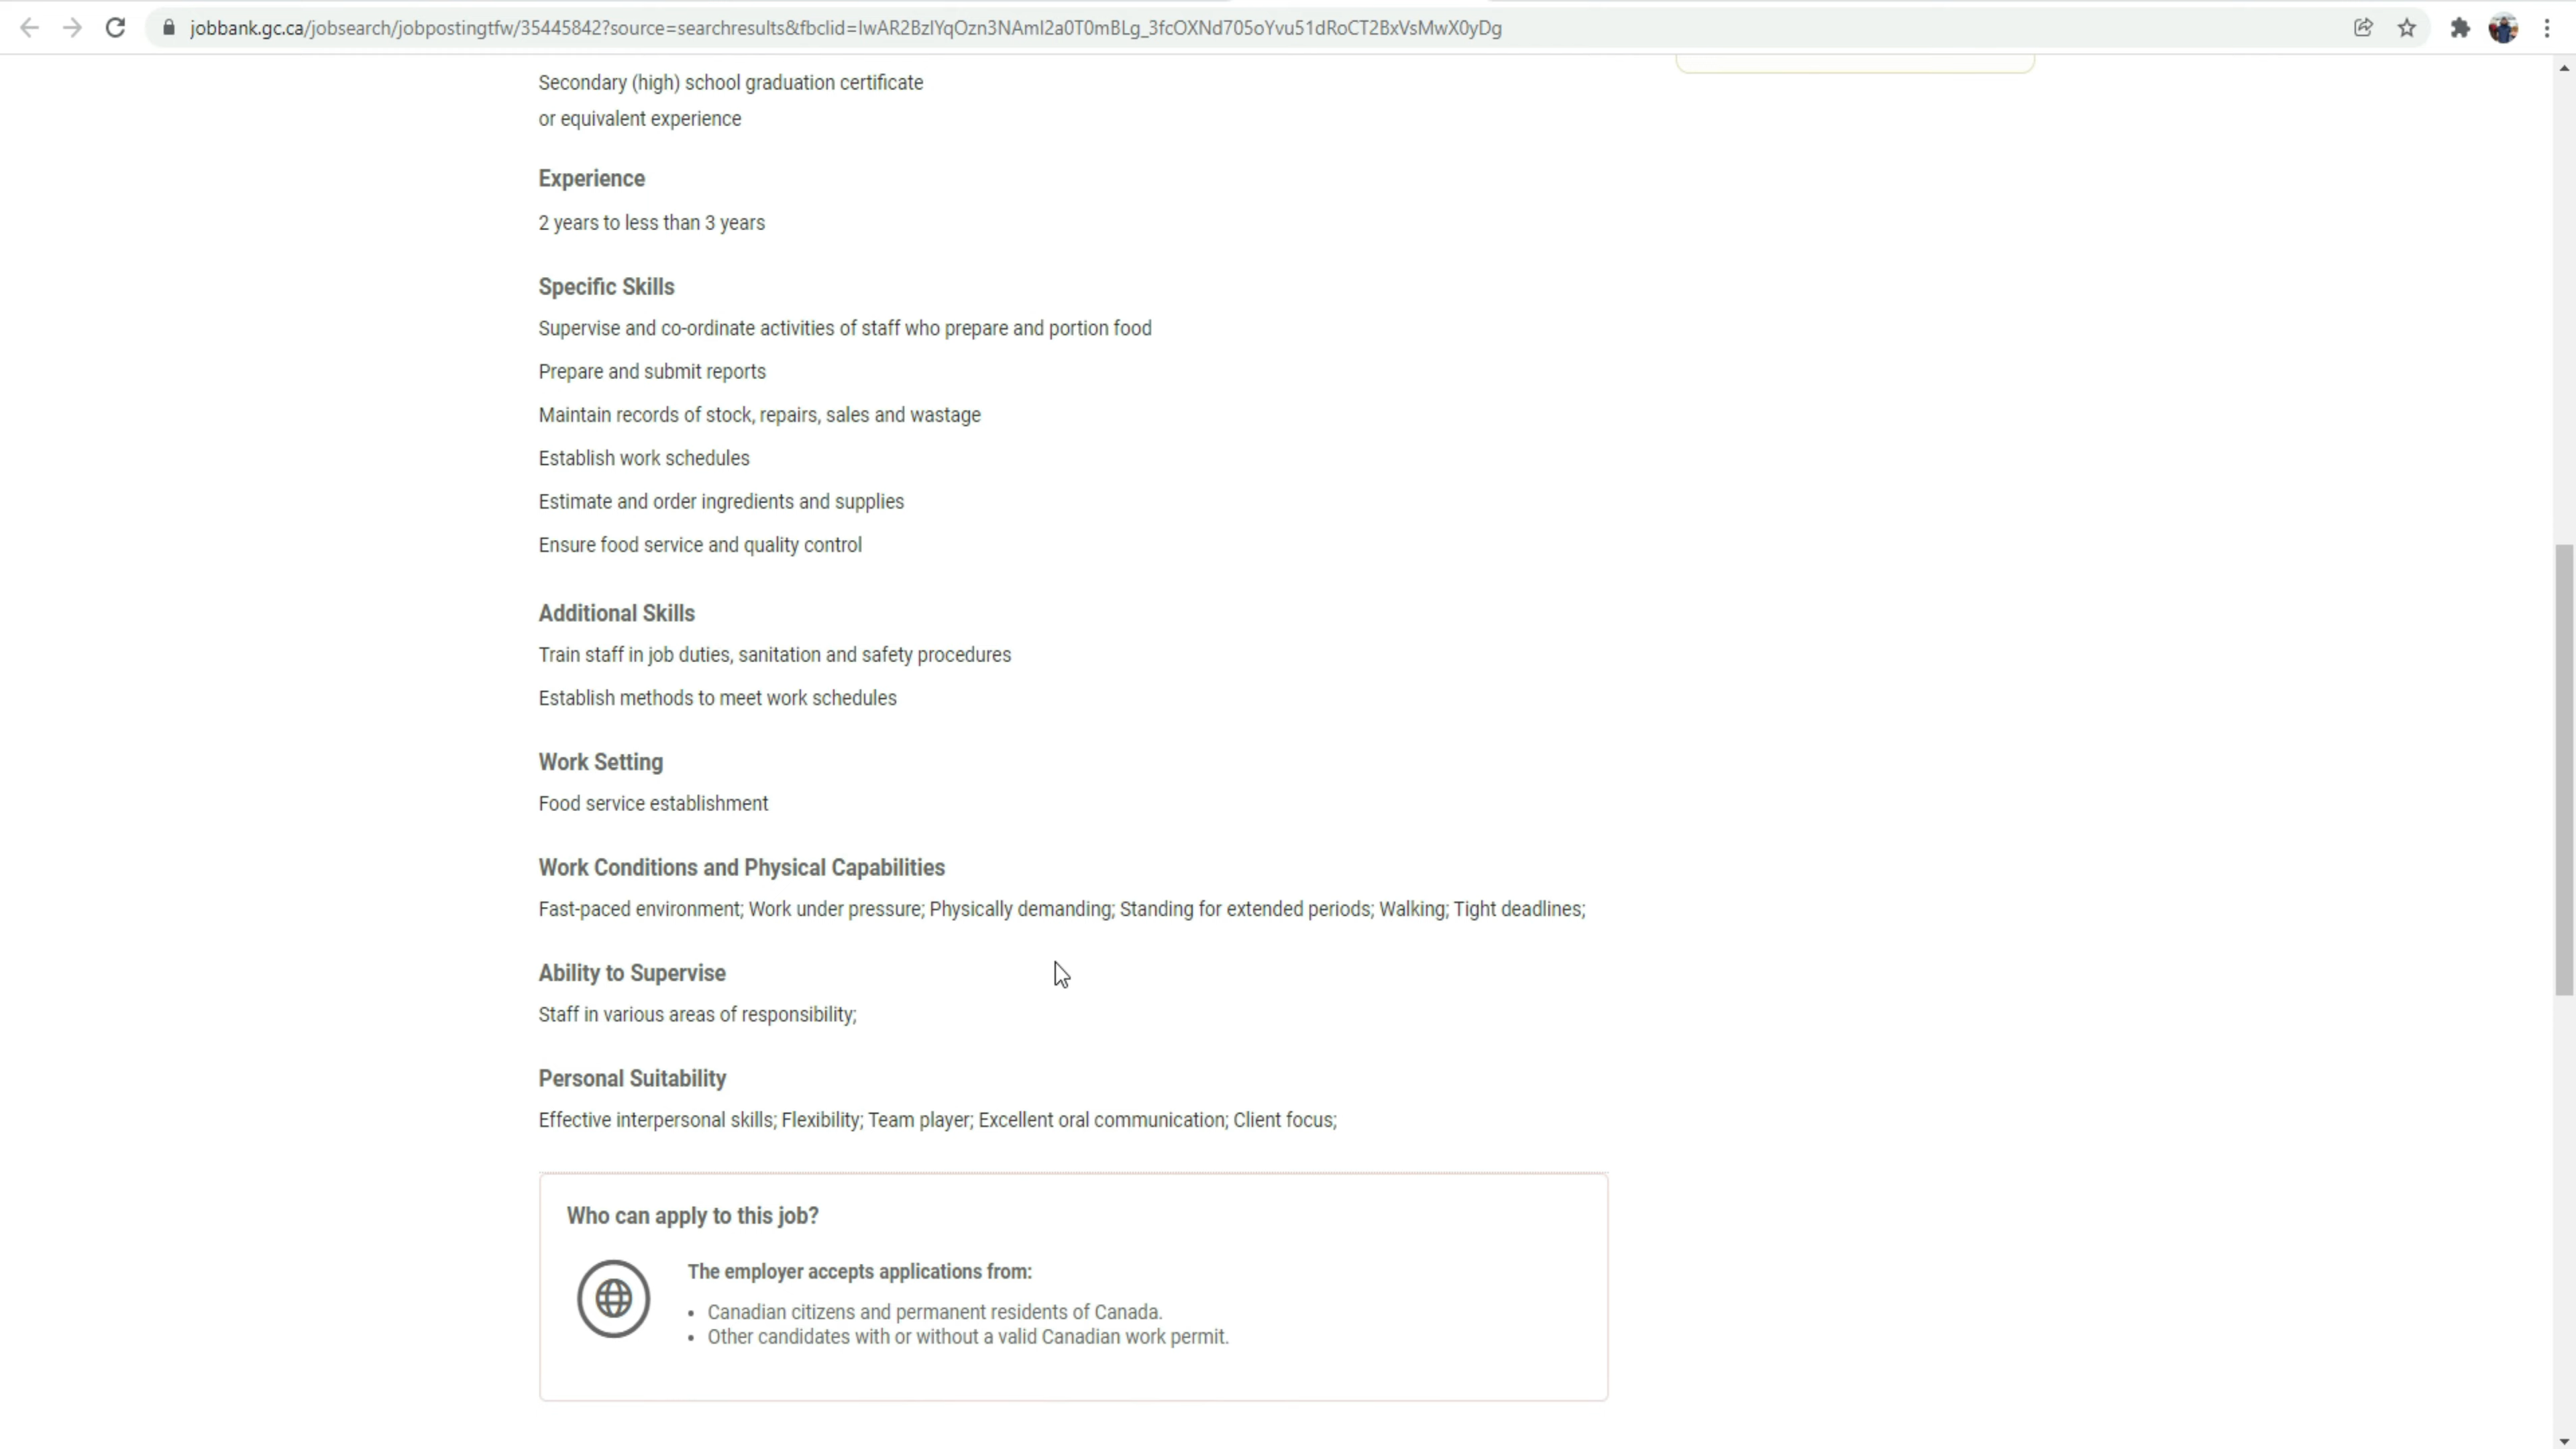 jobbank.gc.ca/jobsearch/jobpostingtfw/35445842?source=searchresults&fbclid=IwAR2BzIYqOzn3NAmI2a0T0mBLg_3fcOXNd705oYvu51dRoCT2BxVsMwX0yDg
Secondary (high) school graduation certificate
or equivalent experience
Experience
2 years to less than 3 years
Specific Skills
Supervise and co-ordinate activities of staff who prepare and portion food
Prepare and submit reports
Maintain records of stock, repairs, sales and wastage
Establish work schedules
Estimate and order ingredients and supplies
Ensure food service and quality control
Additional Skills
Train staff in job duties, sanitation and safety procedures
Establish methods to meet work schedules
Work Setting
Food service establishment
Work Conditions and Physical Capabilities
Fast-paced environment; Work under pressure; Physically demanding; Standing for extended periods; Walking; Tight deadlines;
Ability to Supervise
Staff in various areas of responsibility;
Personal Suitability
Effective interpersonal skills; Flexibility; Team player; Excellent oral communication; Client focus;
Who can apply to this job?
The employer accepts applications from:
• Canadian citizens and permanent residents of Canada.
• Other candidates with or without a valid Canadian work permit.